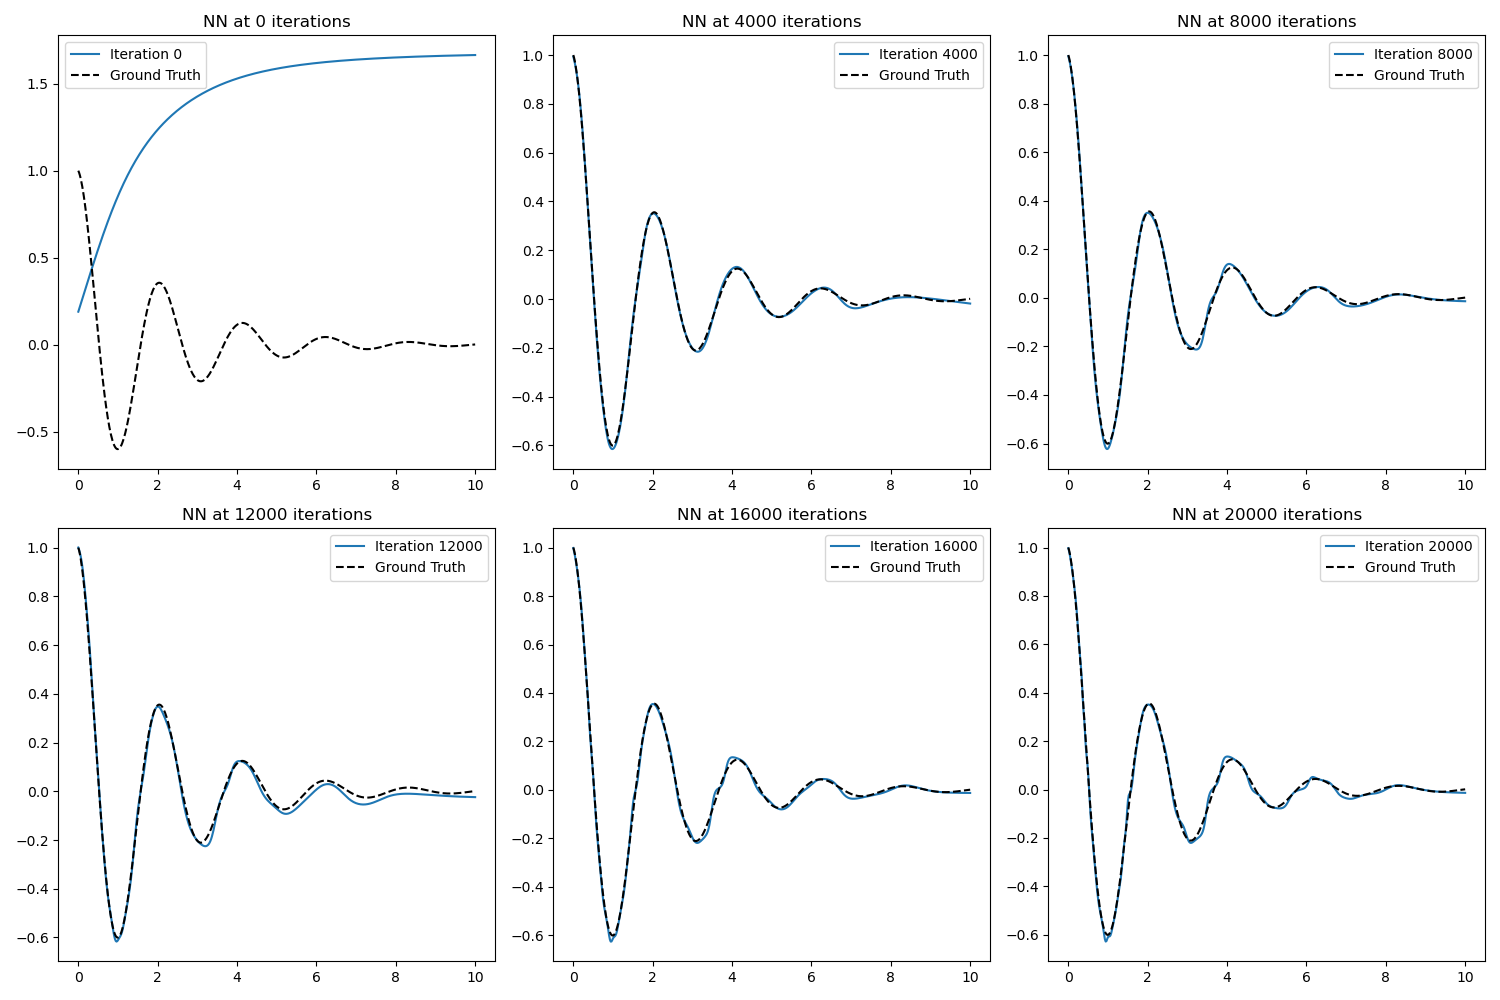 NN at 0 iterations
Iteration 0
Ground Truth
1.5
1.0
0.5
0.0
−0.5
0 2 4 6 8 10
NN at 4000 iterations
Iteration 4000
Ground Truth
1.0
0.8
0.6
0.4
0.2
0.0
−0.2
−0.4
−0.6
0 2 4 6 8 10
NN at 8000 iterations
Iteration 8000
Ground Truth
1.0
0.8
0.6
0.4
0.2
0.0
−0.2
−0.4
−0.6
0 2 4 6 8 10
NN at 12000 iterations
Iteration 12000
Ground Truth
1.0
0.8
0.6
0.4
0.2
0.0
−0.2
−0.4
−0.6
0 2 4 6 8 10
NN at 16000 iterations
Iteration 16000
Ground Truth
1.0
0.8
0.6
0.4
0.2
0.0
−0.2
−0.4
−0.6
0 2 4 6 8 10
NN at 20000 iterations
Iteration 20000
Ground Truth
1.0
0.8
0.6
0.4
0.2
0.0
−0.2
−0.4
−0.6
0 2 4 6 8 10